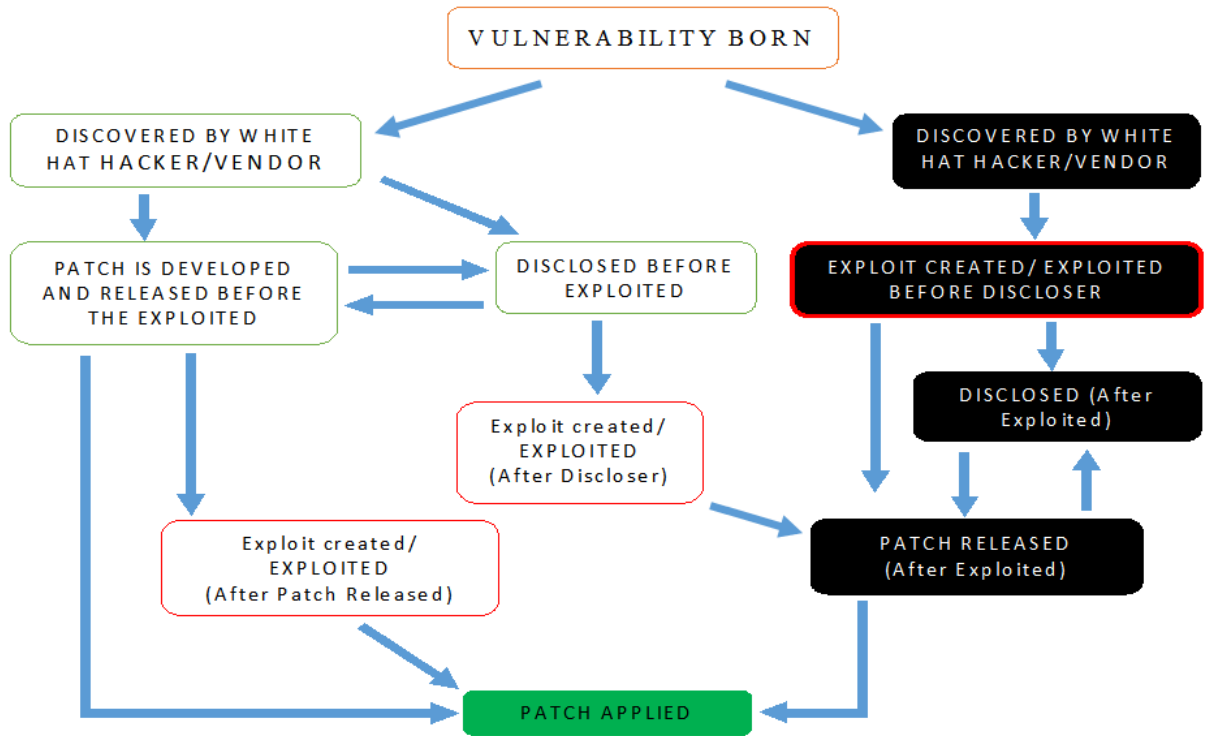 VULNERABILITY BORN
DISCOVERED BY WHITE
HAT HACKER/VENDOR
DISCOVERED BY WHITE
HAT HACKER/VENDOR
PATCH IS DEVELOPED
AND RELEASED BEFORE
THE EXPLOITED
DISCLOSED BEFORE
EXPLOITED
EXPLOIT CREATED/ EXPLOITED
BEFORE DISCLOSER
DISCLOSED (After
Exploited)
Exploit created/
EXPLOITED
(After Discloser)
Exploit created/
EXPLOITED
(After Patch Released)
PATCH RELEASED
(After Exploited)
PATCH APPLIED